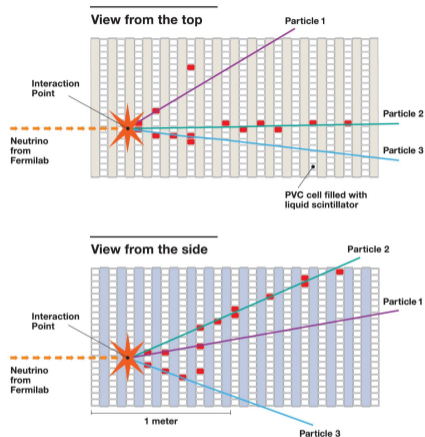 View from the top
Particle 1
Interaction
Point
Particle 2
Neutrino
from
Fermilab
Particle 3
PVC cell filled with
liquid scintillator
View from the side
Particle 2
Particle 1
Interaction
Point
Neutrino
from
Fermilab
1 meter
Particle 3